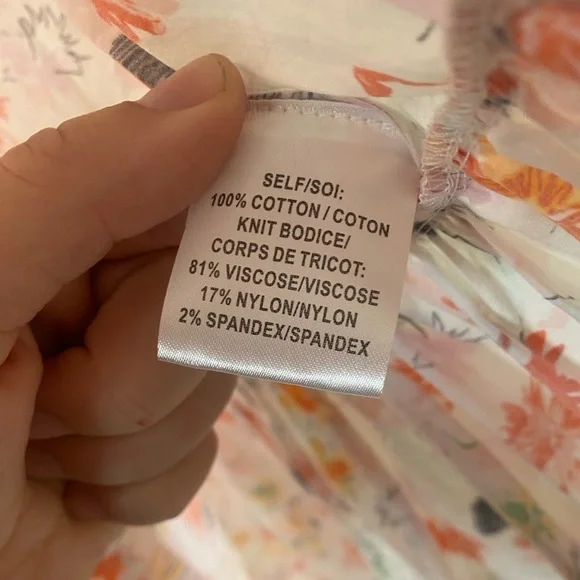 SELF/SOI:
100% COTTON / COTON
KNIT BODICE/
CORPS DE TRICOT:
81% VISCOSE/VISCOSE
17% NYLON/NYLON
2% SPANDEX/SPANDEX